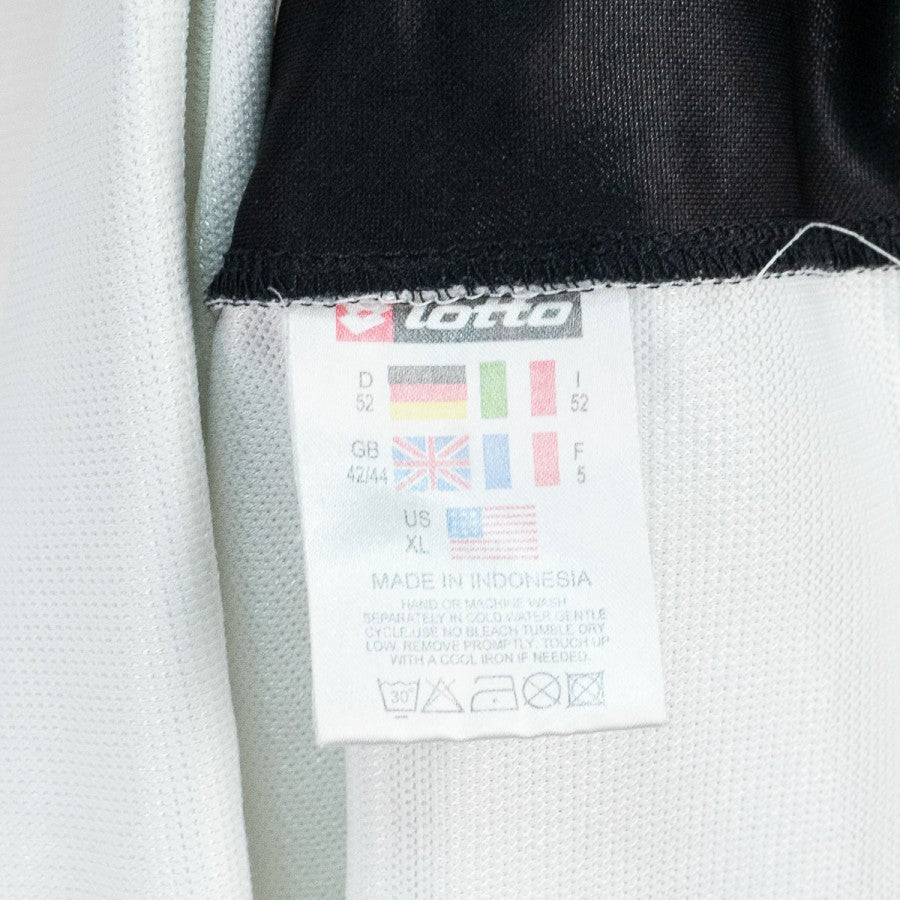 lotto
D I
52 52
GB F
42/44 5
US
XL
MADE IN INDONESIA
HAND OR MACHINE WASH
SEPARATELY IN COLD WATER GENTLE
CYCLE.USE NO BLEACH TUMBLE DRY
LOW. REMOVE PROMPTLY. TOUCH UP
WITH A COOL IRON IF NEEDED.
30°